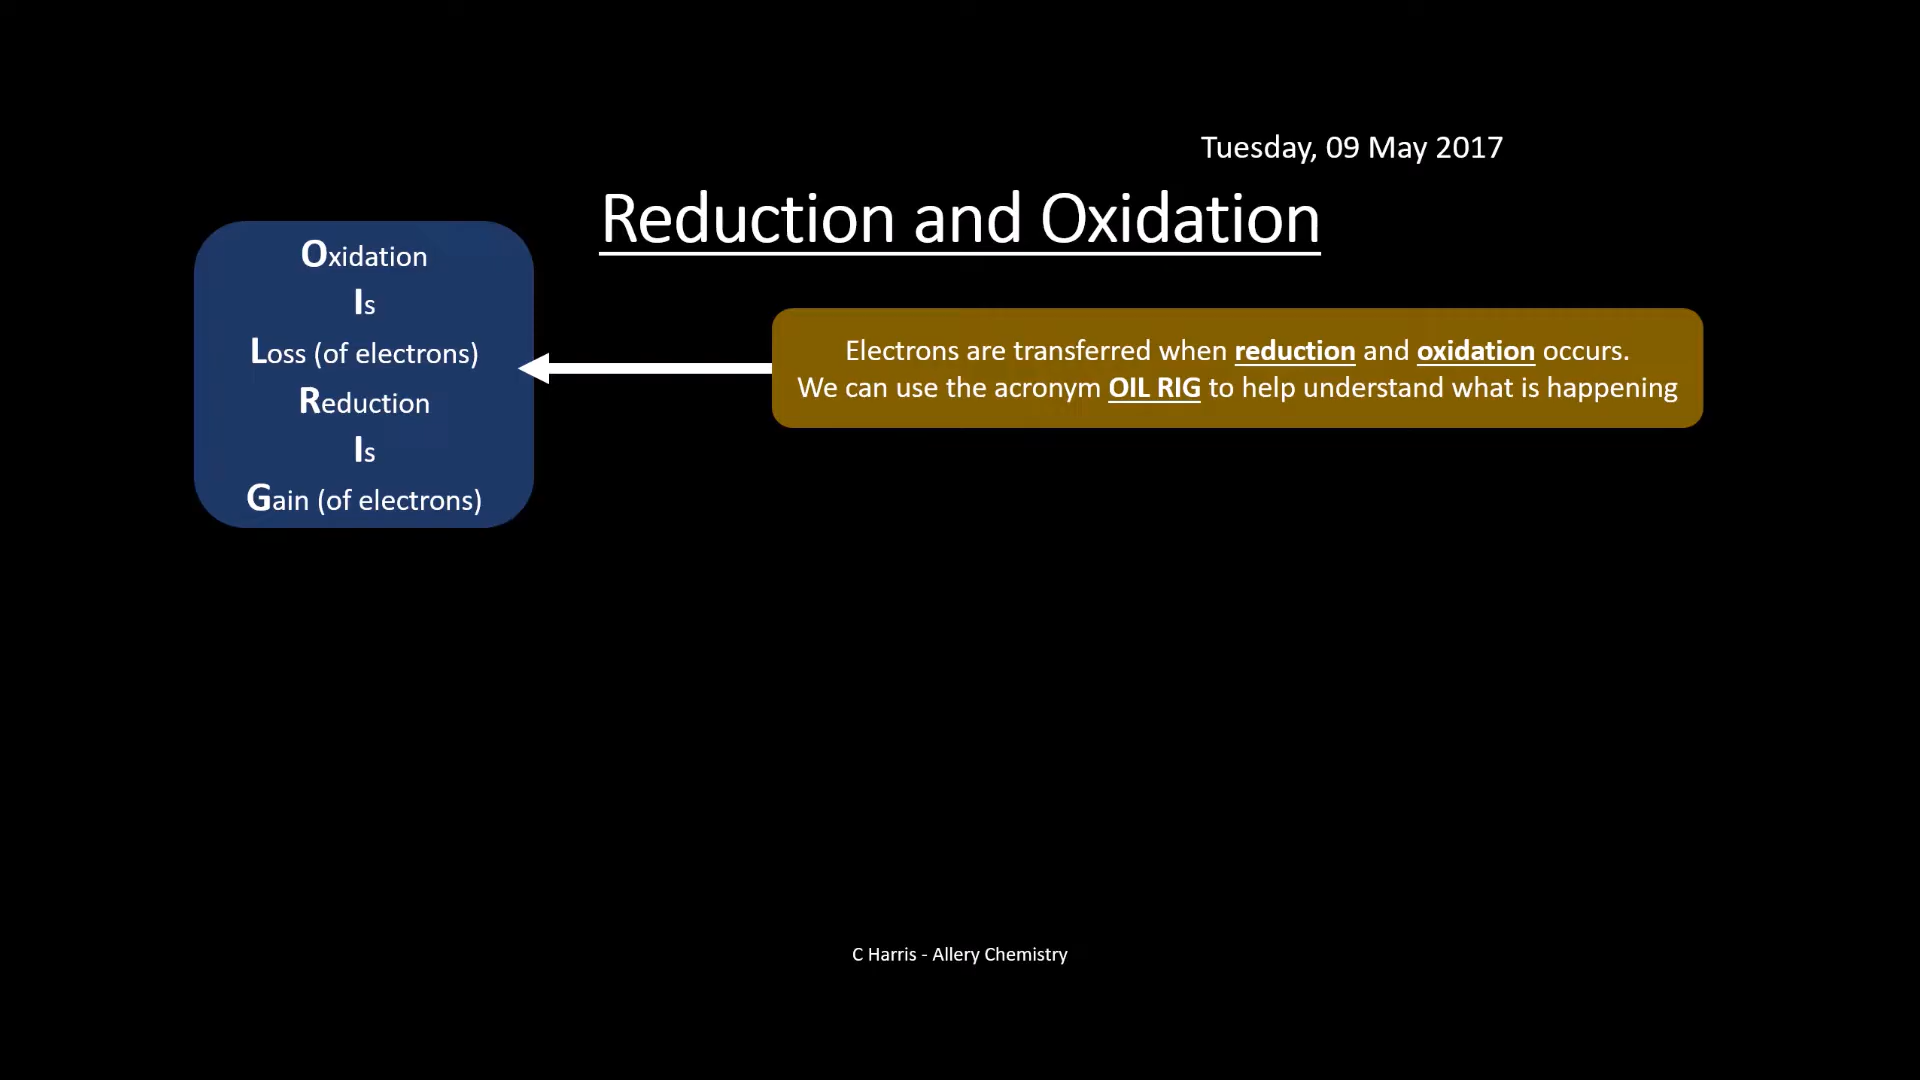 Tuesday, 09 May 2017
Reduction and Oxidation
Oxidation
Is
Loss (of electrons)
Reduction
Is
Gain (of electrons)
Electrons are transferred when reduction and oxidation occurs.
We can use the acronym OIL RIG to help understand what is happening
C Harris - Allery Chemistry